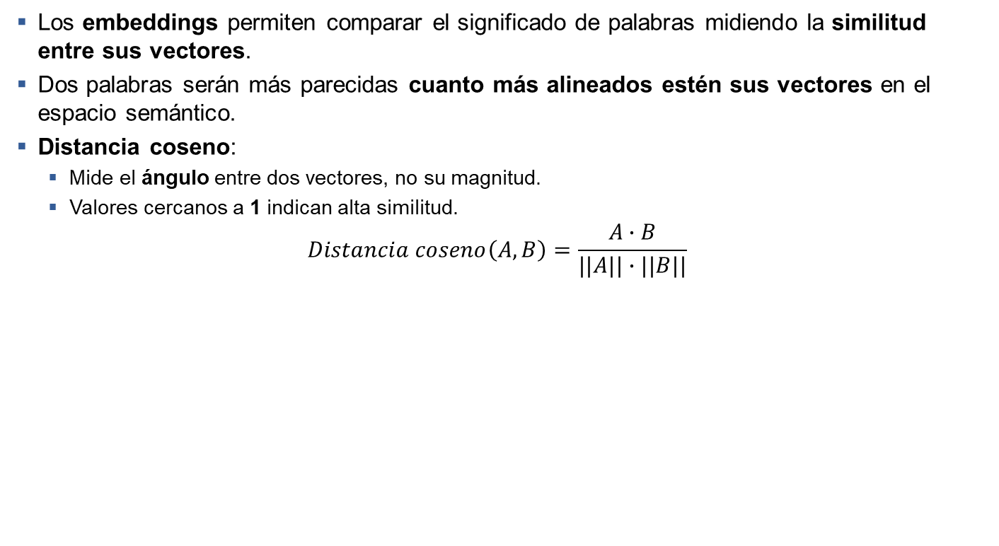 ▪ Los embeddings permiten comparar el significado de palabras midiendo la similitud
entre sus vectores.
▪ Dos palabras serán más parecidas cuanto más alineados estén sus vectores en el
espacio semántico.
▪ Distancia coseno:
▪ Mide el ángulo entre dos vectores, no su magnitud.
▪ Valores cercanos a 1 indican alta similitud.
Distancia coseno(A, B) = A · B / ||A|| · ||B||